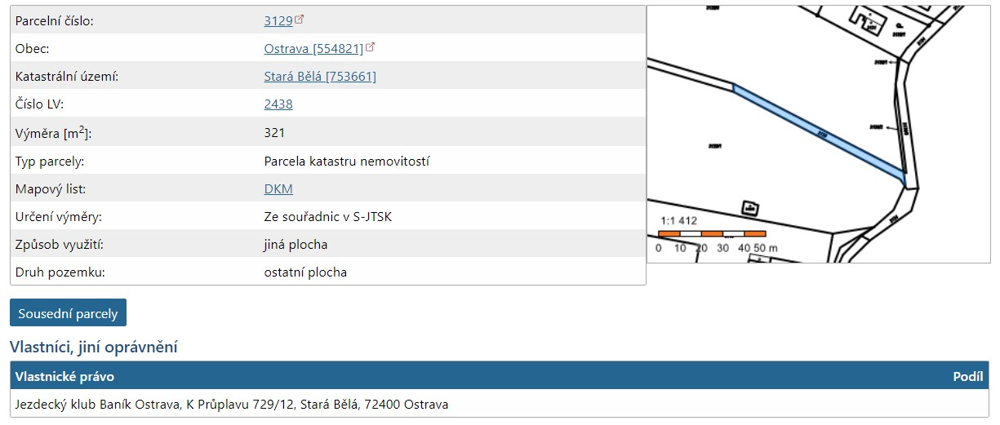 Parcelní číslo: 3129
Obec: Ostrava [554821]
Katastrální území: Stará Bělá [753661]
Číslo LV: 2438
Výměra [m2]: 321
Typ parcely: Parcela katastru nemovitostí
Mapový list: DKM
Určení výměry: Ze souřadnic v S-JTSK
Způsob využití: jiná plocha
Druh pozemku: ostatní plocha
1:1 412
0 10 20 30 40 50 m
Sousední parcely
Vlastníci, jiní oprávnění
Vlastnické právo Podíl
Jezdecký klub Baník Ostrava, K Průplavu 729/12, Stará Bělá, 72400 Ostrava